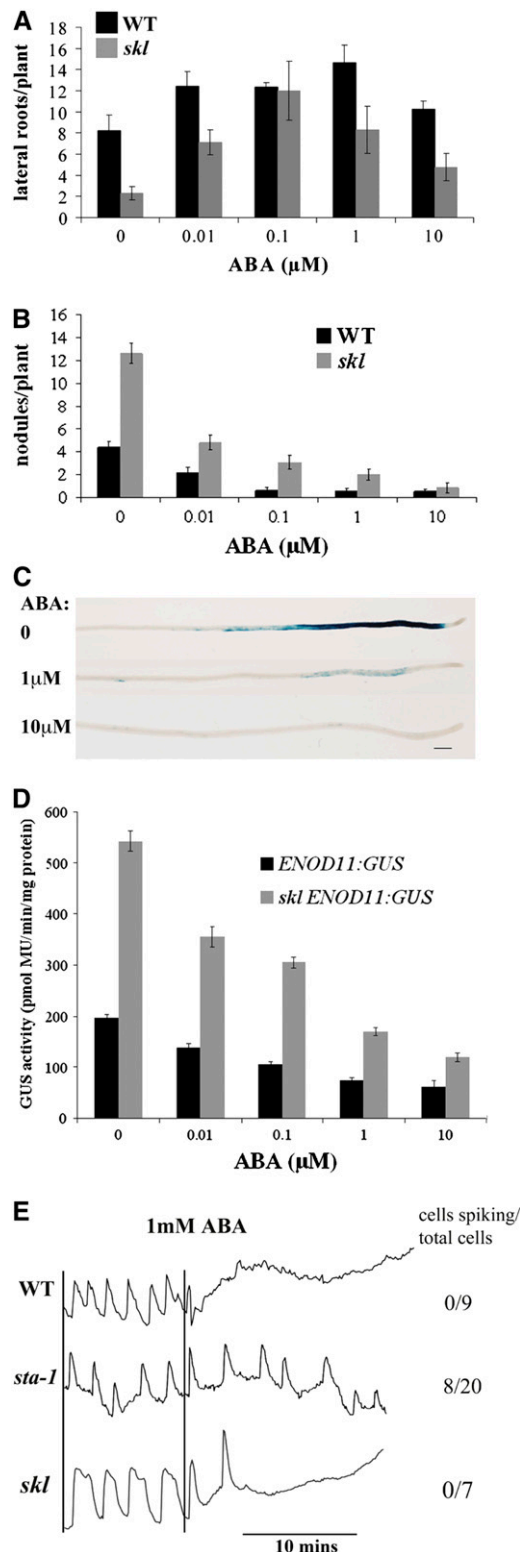 A
WT
skl
lateral roots/plant
18
16
14
12
10
8
6
4
2
0
0 0.01 0.1 1 10
ABA (µM)
B
WT
skl
nodules/plant
16
14
12
10
8
6
4
2
0
0 0.01 0.1 1 10
ABA (µM)
C
ABA:
0
1µM
10µM
D
ENOD11:GUS
skl ENOD11:GUS
GUS activity (pmol MU/min/mg protein)
600
500
400
300
200
100
0
0 0.01 0.1 1 10
ABA (µM)
E
1mM ABA
cells spiking/
total cells
WT
0/9
sta-1
8/20
skl
0/7
10 mins